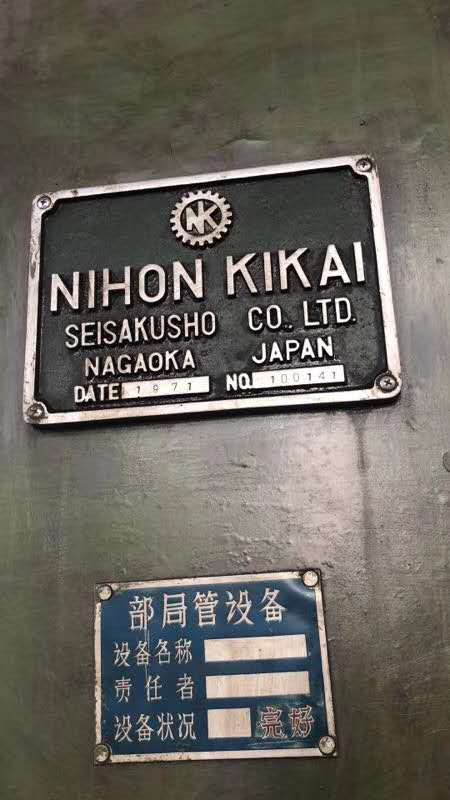 NK
NIHON KIKAI
SEISAKUSHO CO., LTD.
NAGAOKA JAPAN
DATE 1971 NO. 100141
部局管设备
设备名称
责任者
设备状况 完好